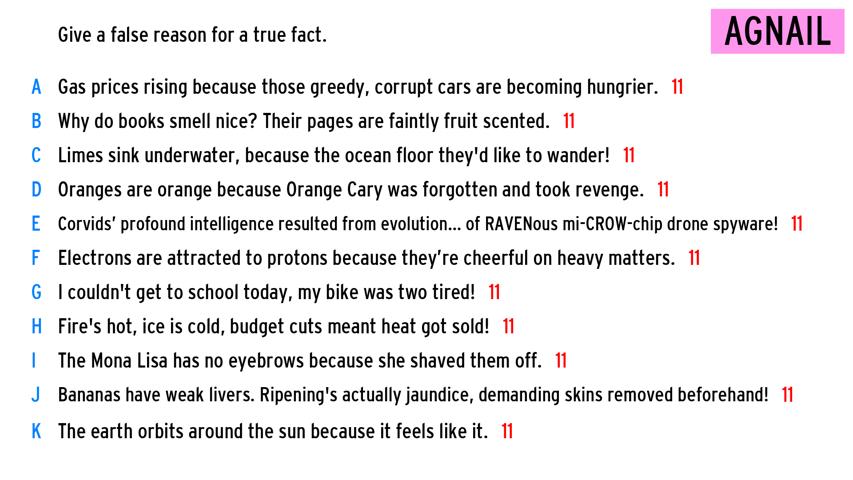 Give a false reason for a true fact.
AGNAIL
A Gas prices rising because those greedy, corrupt cars are becoming hungrier. 11
B Why do books smell nice? Their pages are faintly fruit scented. 11
C Limes sink underwater, because the ocean floor they'd like to wander! 11
D Oranges are orange because Orange Cary was forgotten and took revenge. 11
E Corvids’ profound intelligence resulted from evolution... of RAVENous mi-CROW-chip drone spyware! 11
F Electrons are attracted to protons because they’re cheerful on heavy matters. 11
G I couldn't get to school today, my bike was two tired! 11
H Fire's hot, ice is cold, budget cuts meant heat got sold! 11
I The Mona Lisa has no eyebrows because she shaved them off. 11
J Bananas have weak livers. Ripening's actually jaundice, demanding skins removed beforehand! 11
K The earth orbits around the sun because it feels like it. 11